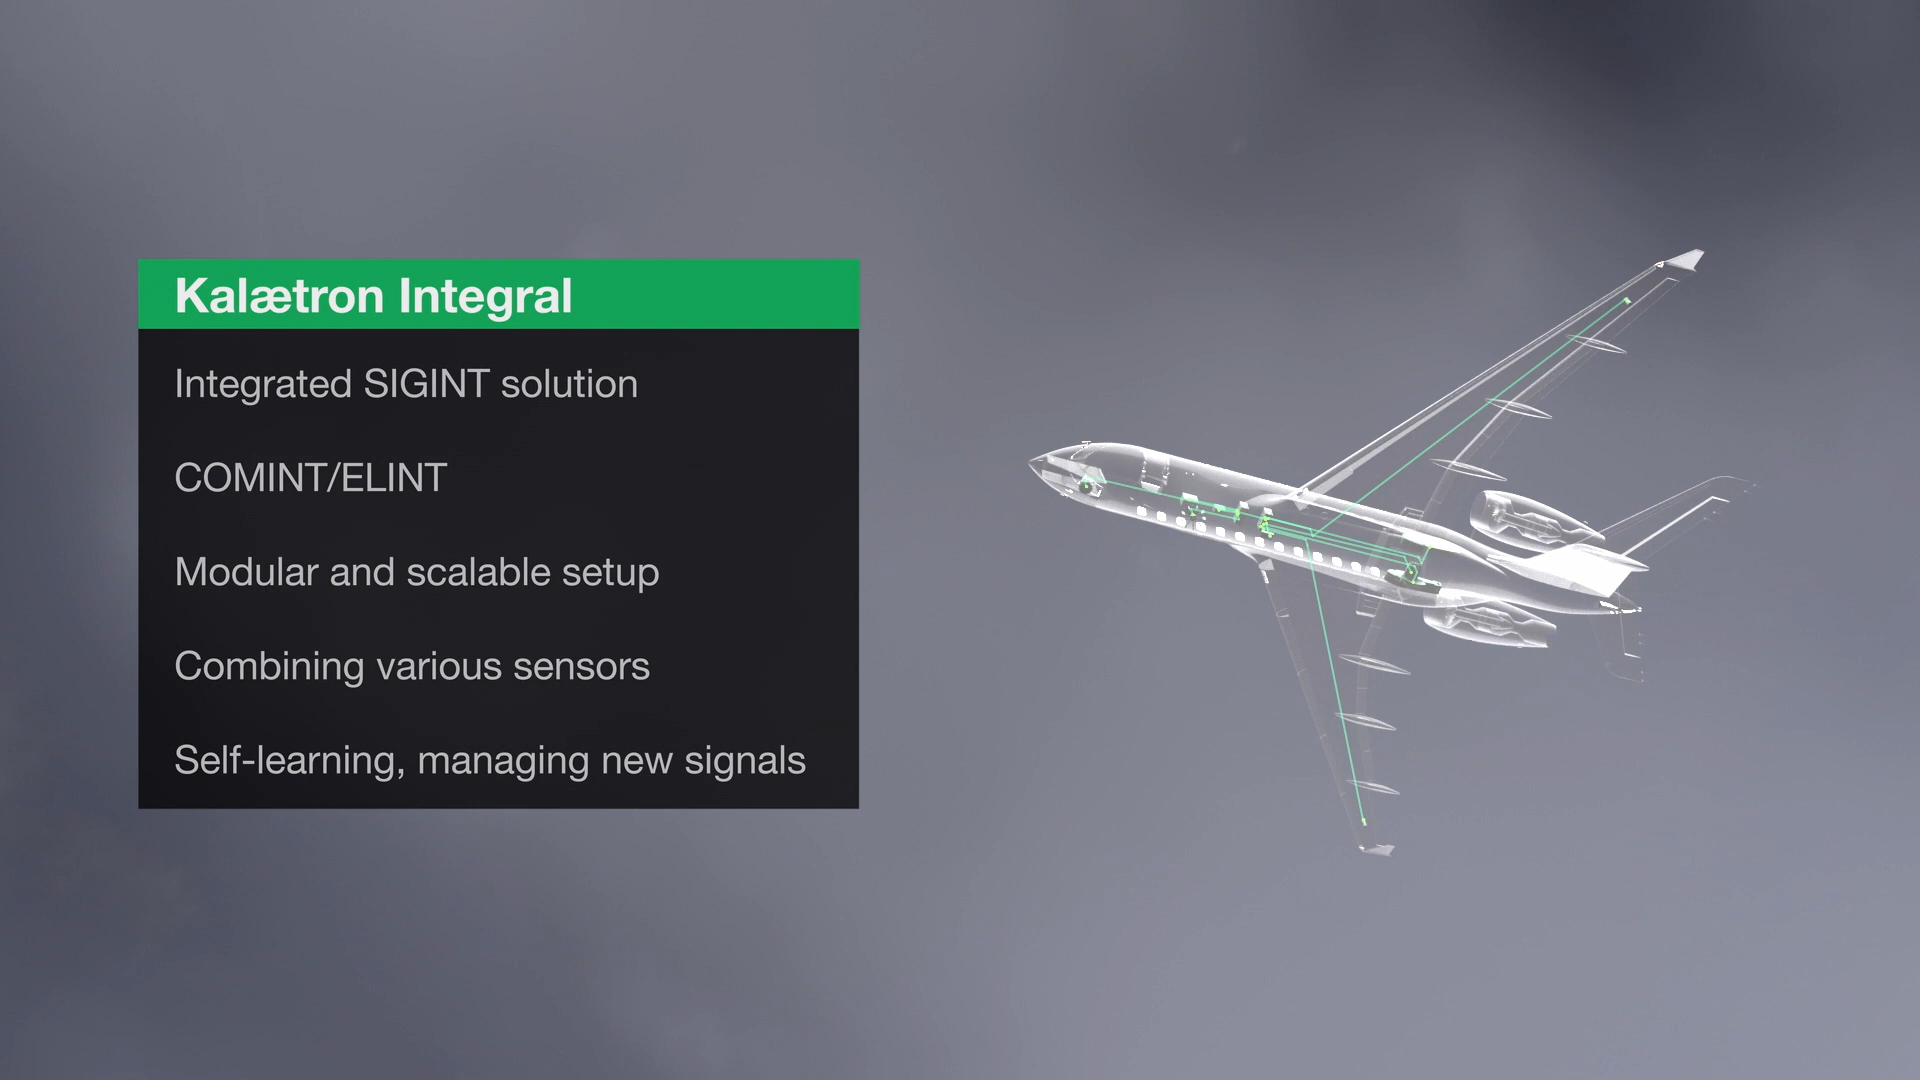 Kalætron Integral
Integrated SIGINT solution
COMINT/ELINT
Modular and scalable setup
Combining various sensors
Self-learning, managing new signals